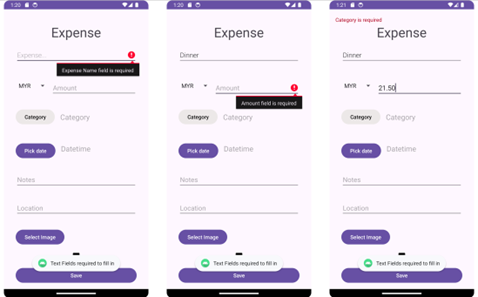 1:20
Expense
Expense...
Expense Name field is required
MYR
Amount
Category
Category
Pick date
Datetime
Notes
Location
Select Image
Text Fields required to fill in
Save
1:20
Expense
Dinner
MYR
Amount
Amount field is required
Category
Category
Pick date
Datetime
Notes
Location
Select Image
Text Fields required to fill in
Save
1:21
Category is required
Expense
Dinner
MYR
21.50
Category
Category
Pick date
Datetime
Notes
Location
Select Image
Text Fields required to fill in
Save